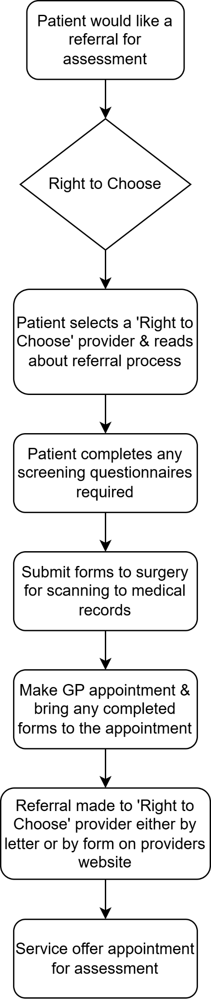 Patient would like a
referral for
assessment
Right to Choose
Patient selects a 'Right to
Choose' provider & reads
about referral process
Patient completes any
screening questionnaires
required
Submit forms to surgery
for scanning to medical
records
Make GP appointment &
bring any completed
forms to the appointment
Referral made to 'Right to
Choose' provider either by
letter or by form on providers
website
Service offer appointment
for assessment